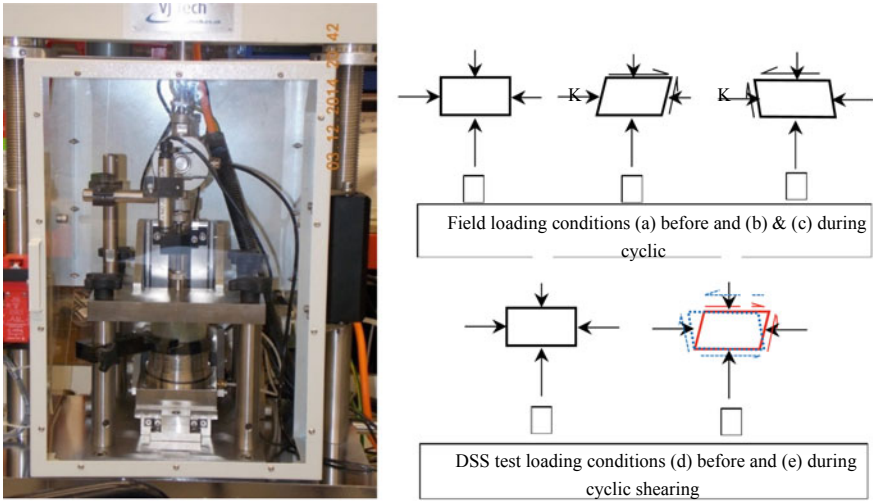 VJ Tech
03 12 2014
42
K
K
Field loading conditions (a) before and (b) & (c) during
cyclic
DSS test loading conditions (d) before and (e) during
cyclic shearing